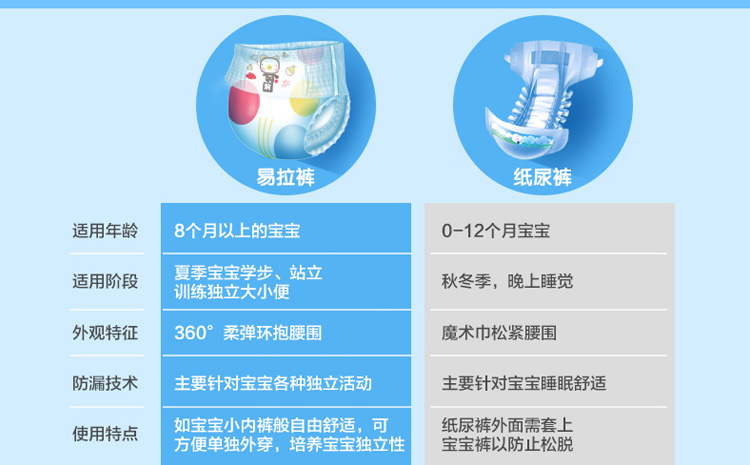 易拉裤
纸尿裤
适用年龄
8个月以上的宝宝
0-12个月宝宝
适用阶段
夏季宝宝学步、站立
训练独立大小便
秋冬季，晚上睡觉
外观特征
360°柔弹环抱腰围
魔术巾松紧腰围
防漏技术
主要针对宝宝各种独立活动
主要针对宝宝睡眠舒适
使用特点
如宝宝小内裤般自由舒适，可
方便单独外穿，培养宝宝独立性
纸尿裤外面需套上
宝宝裤以防止松脱